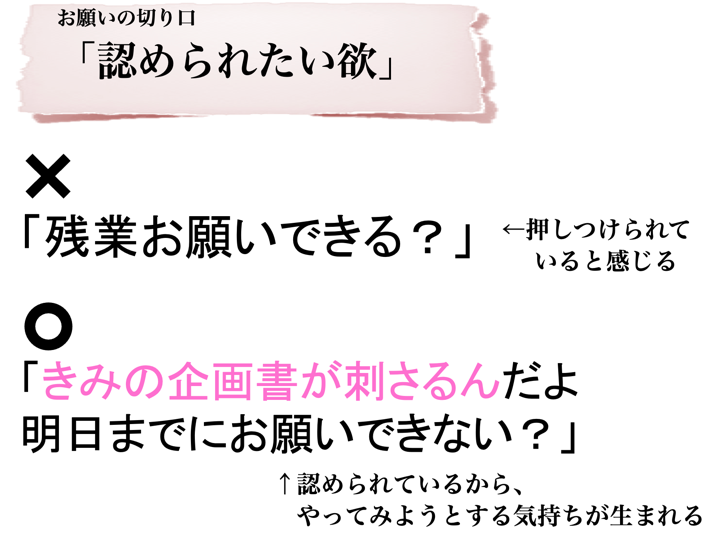 お願いの切り口
「認められたい欲」
×
「残業お願いできる？」
←押しつけられて
いると感じる
○
「きみの企画書が刺さるんだよ
明日までにお願いできない？」
↑認められているから、
やってみようとする気持ちが生まれる